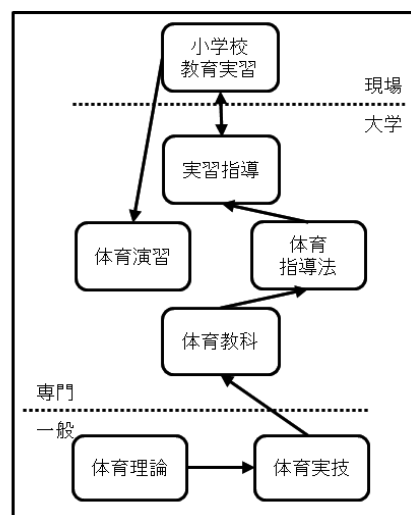 小学校
教育実習
現場
大学
実習指導
体育演習
体育
指導法
体育教科
専門
一般
体育理論
体育実技